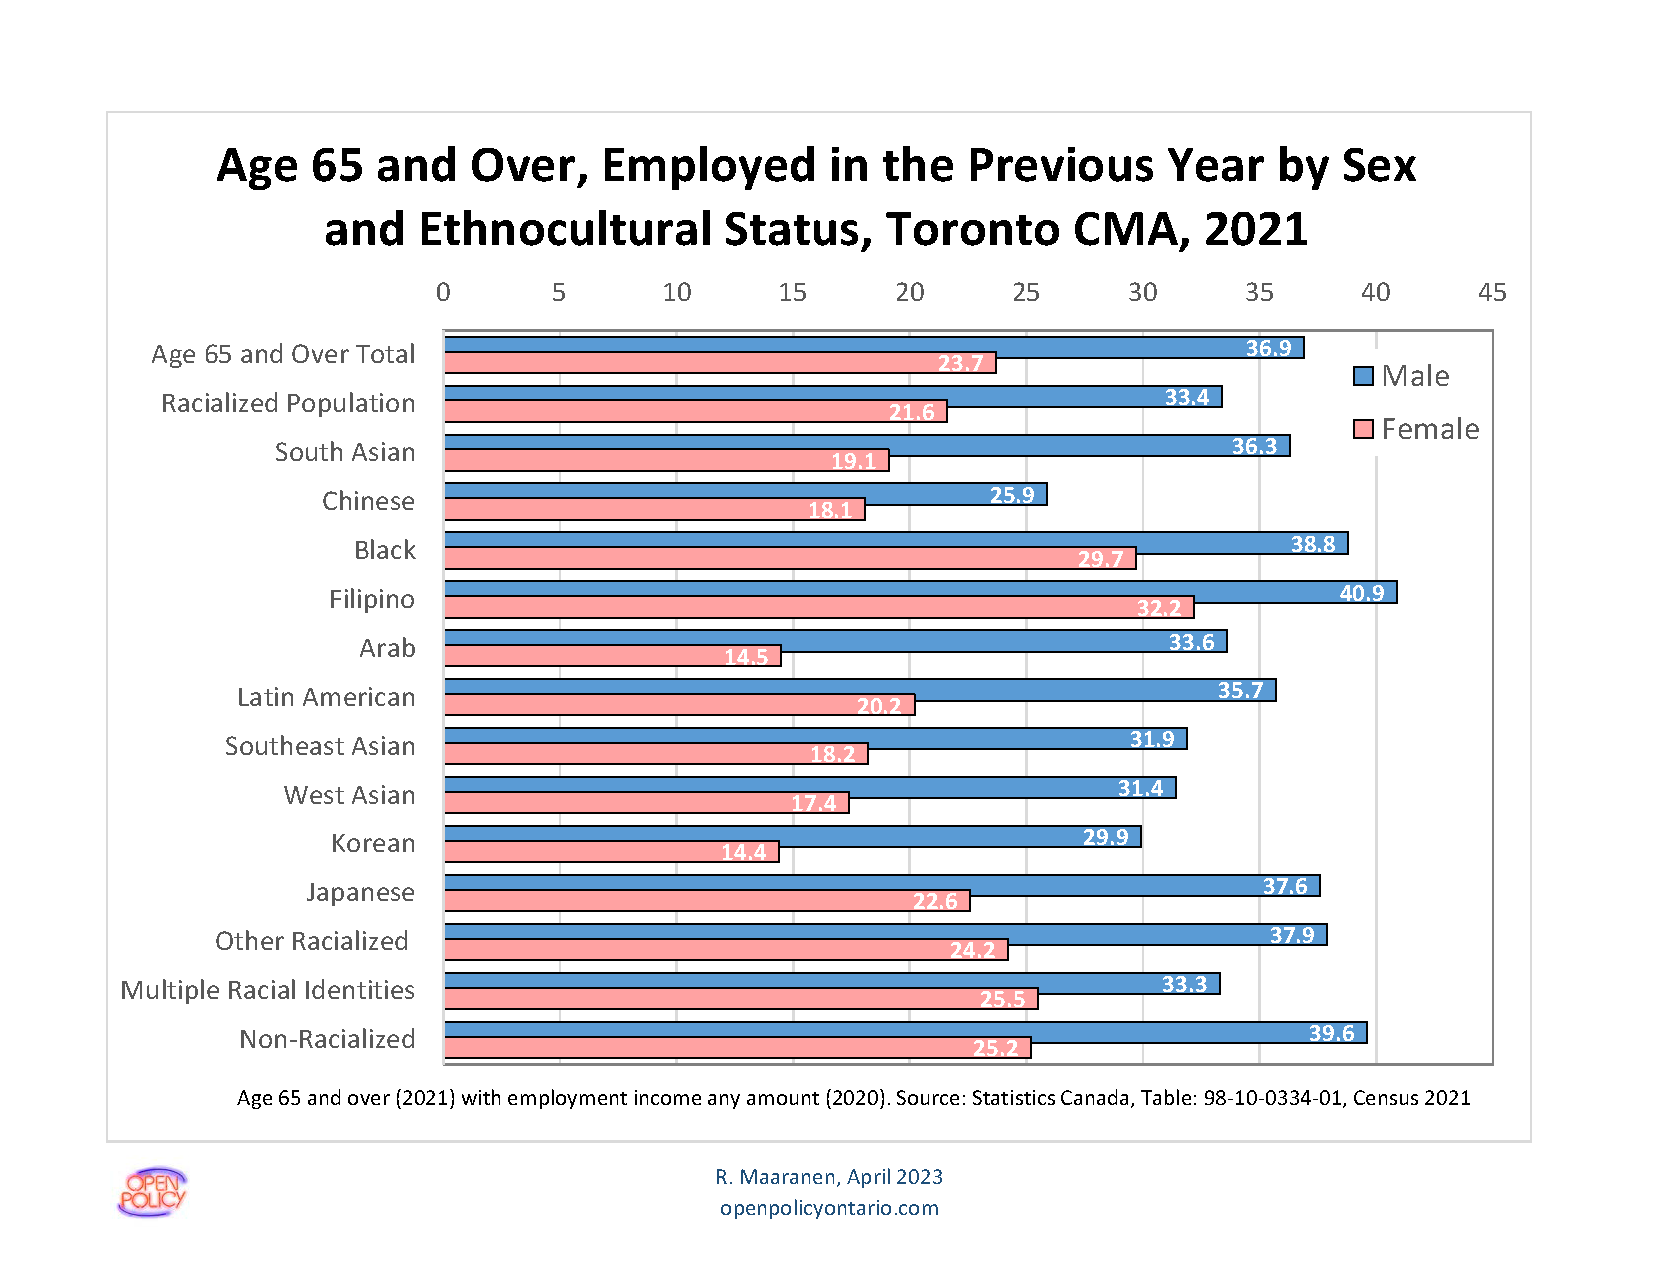 Age 65 and Over, Employed in the Previous Year by Sex
and Ethnocultural Status, Toronto CMA, 2021
0 5 10 15 20 25 30 35 40 45
Age 65 and Over Total 36.9
23.7
Male
Racialized Population 33.4
21.6
Female
South Asian 36.3
19.1
Chinese 25.9
18.1
Black 38.8
29.7
Filipino 40.9
32.2
Arab 33.6
14.5
Latin American 35.7
20.2
Southeast Asian 31.9
18.2
West Asian 31.4
17.4
Korean 29.9
14.4
Japanese 37.6
22.6
Other Racialized 37.9
24.2
Multiple Racial Identities 33.3
25.5
Non-Racialized 39.6
25.2
Age 65 and over (2021) with employment income any amount (2020). Source: Statistics Canada, Table: 98-10-0334-01, Census 2021
OPEN
POLICY
R. Maaranen, April 2023
openpolicyontario.com